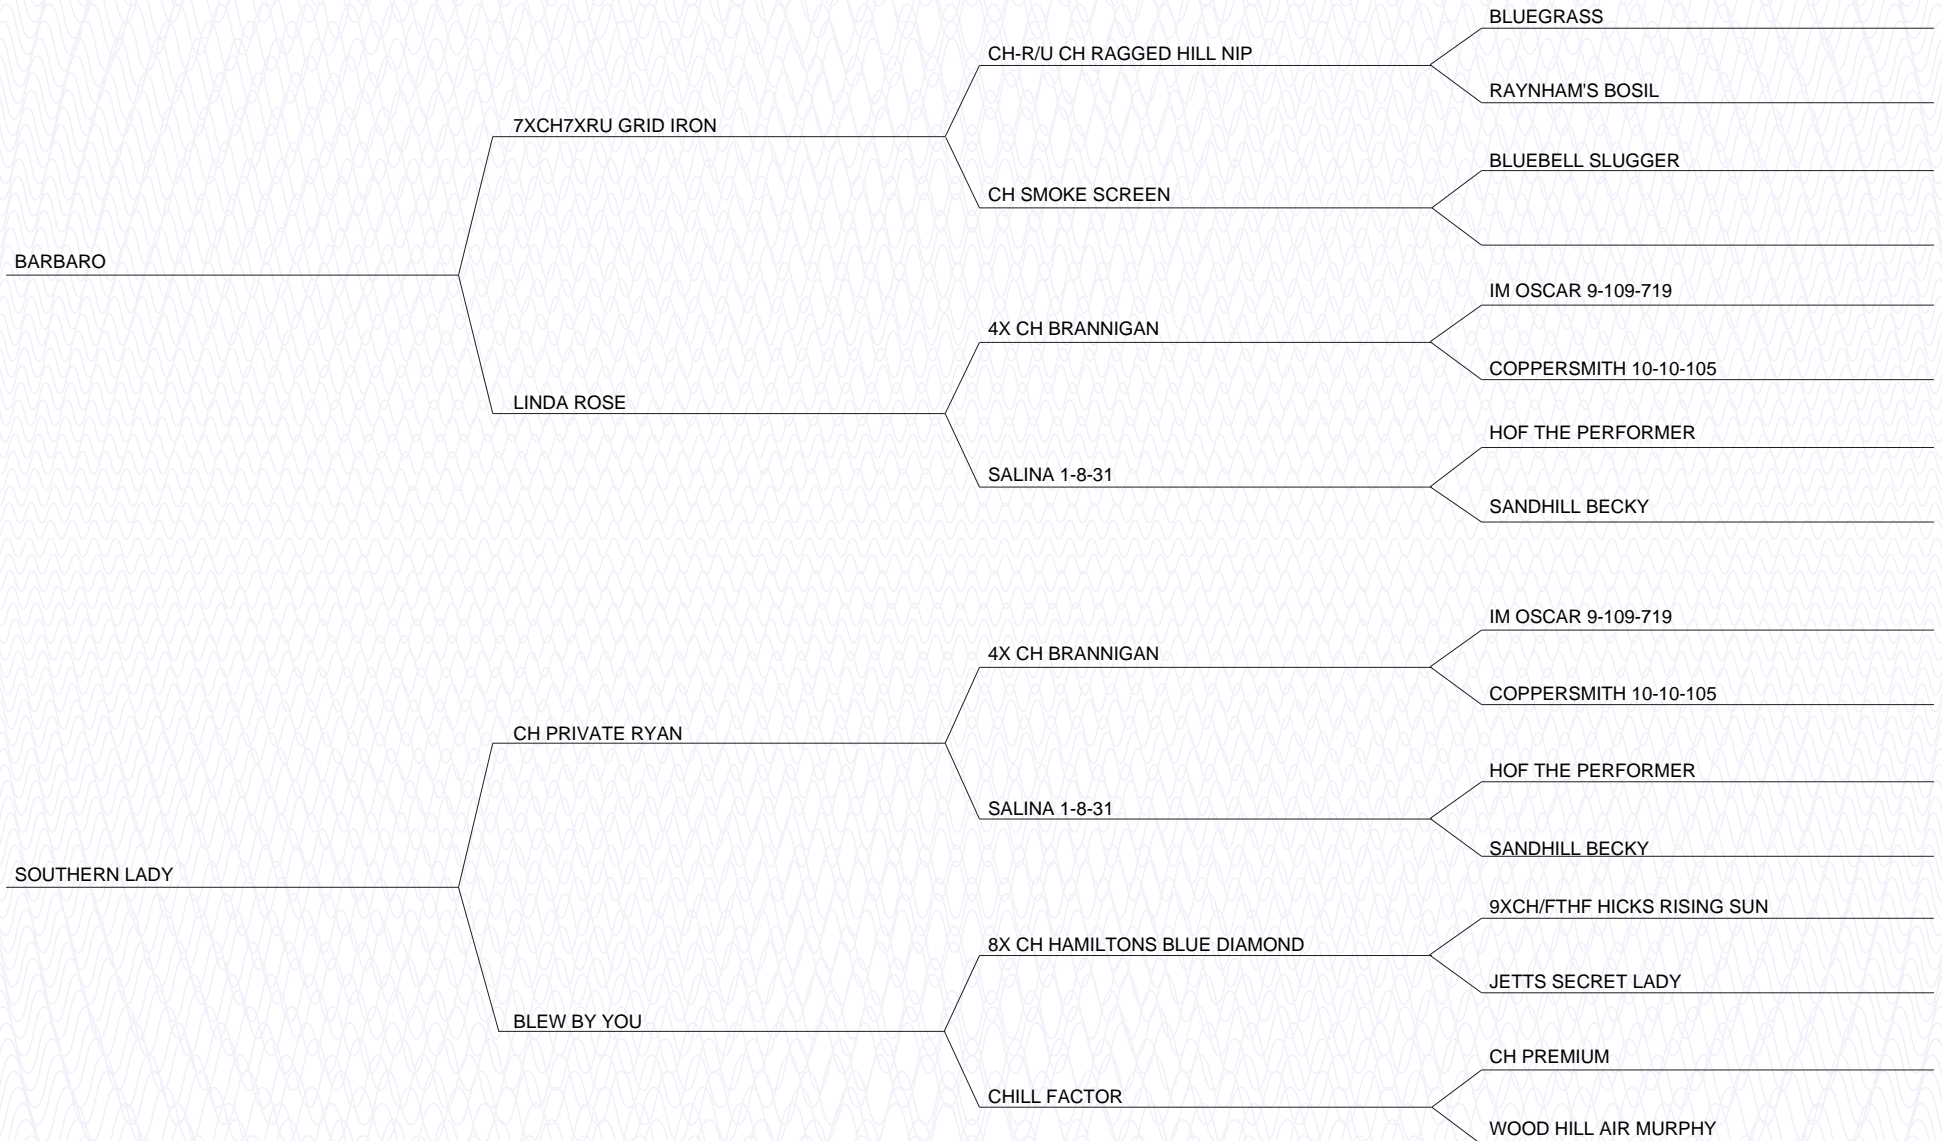 BLUEGRASS
CH-R/U CH RAGGED HILL NIP
RAYNHAM'S BOSIL
7XCH7XRU GRID IRON
BLUEBELL SLUGGER
CH SMOKE SCREEN
BARBARO
IM OSCAR 9-109-719
4X CH BRANNIGAN
COPPERSMITH 10-10-105
LINDA ROSE
HOF THE PERFORMER
SALINA 1-8-31
SANDHILL BECKY
IM OSCAR 9-109-719
4X CH BRANNIGAN
COPPERSMITH 10-10-105
CH PRIVATE RYAN
HOF THE PERFORMER
SALINA 1-8-31
SANDHILL BECKY
SOUTHERN LADY
9XCH/FTHF HICKS RISING SUN
8X CH HAMILTONS BLUE DIAMOND
JETTS SECRET LADY
BLEW BY YOU
CH PREMIUM
CHILL FACTOR
WOOD HILL AIR MURPHY